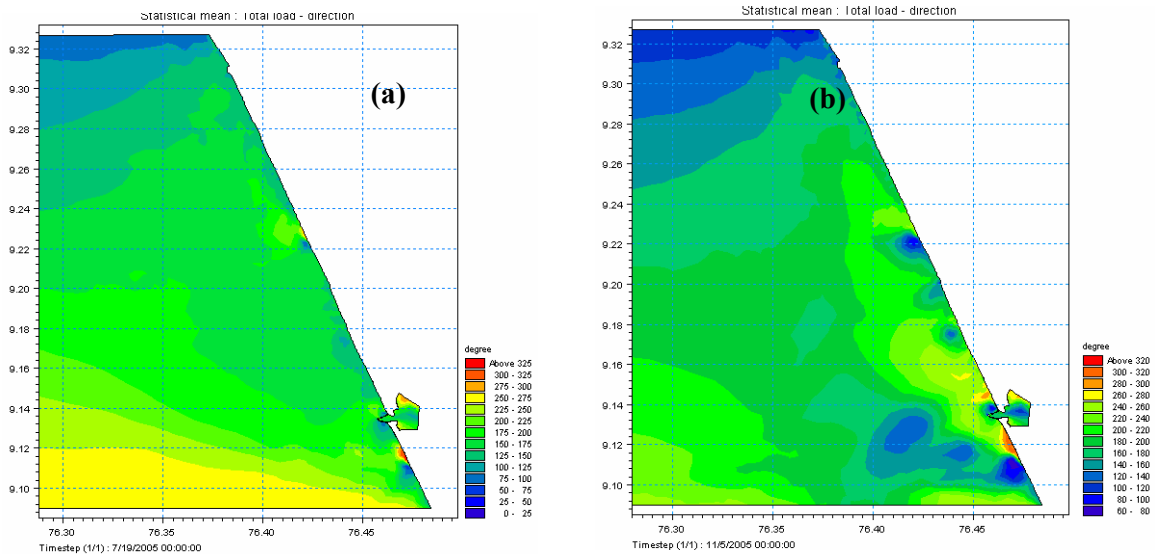 Statistical mean : Total load - direction
(a)
9.32
9.30
9.28
9.26
9.24
9.22
9.20
9.18
9.16
9.14
9.12
9.10
76.30
76.35
76.40
76.45
Timestep (1/1) : 7/19/2005 00:00:00
degree
Above 325
300 - 325
275 - 300
250 - 275
225 - 250
200 - 225
175 - 200
150 - 175
125 - 150
100 - 125
75 - 100
50 - 75
25 - 50
0 - 25
Statistical mean : Total load - direction
(b)
9.32
9.30
9.28
9.26
9.24
9.22
9.20
9.18
9.16
9.14
9.12
9.10
76.30
76.35
76.40
76.45
Timestep (1/1) : 11/5/2005 00:00:00
degree
Above 320
300 - 320
280 - 300
260 - 280
240 - 260
220 - 240
200 - 220
180 - 200
160 - 180
140 - 160
120 - 140
100 - 120
80 - 100
60 - 80